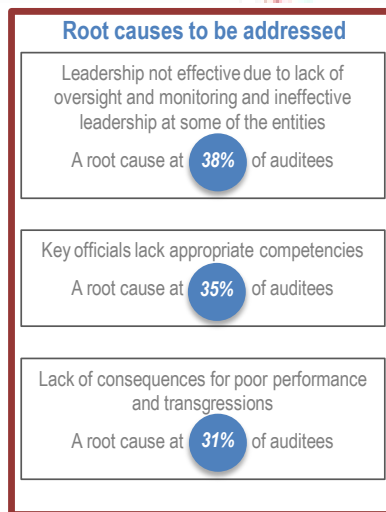 Root causes to be addressed
Leadership not effective due to lack of
oversight and monitoring and ineffective
leadership at some of the entities
A root cause at 38% of auditees
Key officials lack appropriate competencies
A root cause at 35% of auditees
Lack of consequences for poor performance
and transgressions
A root cause at 31% of auditees